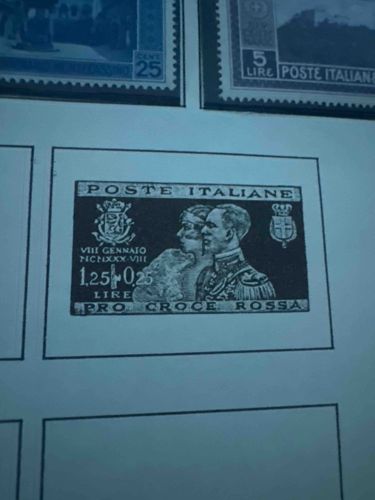 CENT. 25
5
LIRE POSTE ITALIANE
POSTE ITALIANE
VIII GENNAIO
MCMXXX-VIII
1,25+0,25
LIRE
PRO CROCE ROSSA